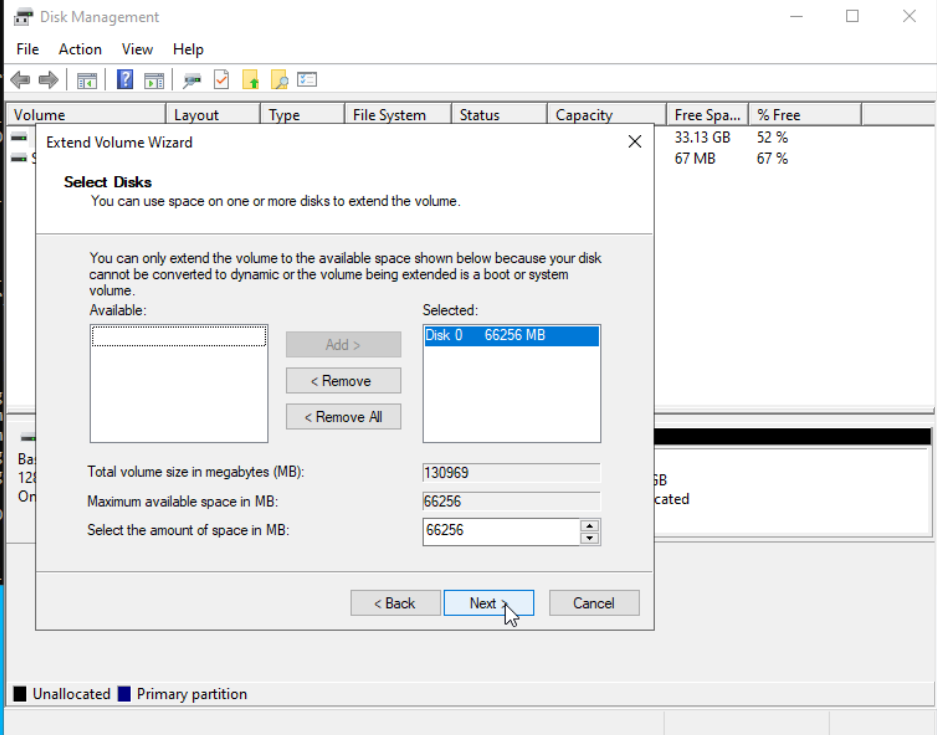 Disk Management
File Action View Help
Volume Layout Type File System Status Capacity Free Spa... % Free
33.13 GB 52 %
S 67 MB 67 %
Extend Volume Wizard
Select Disks
You can use space on one or more disks to extend the volume.
You can only extend the volume to the available space shown below because your disk
cannot be converted to dynamic or the volume being extended is a boot or system
volume.
Available: Selected:
Disk 0 66256 MB
Add >
< Remove
< Remove All
Ba
128
On
GB
cated
Total volume size in megabytes (MB): 130969
Maximum available space in MB: 66256
Select the amount of space in MB: 66256
< Back Next > Cancel
Unallocated Primary partition